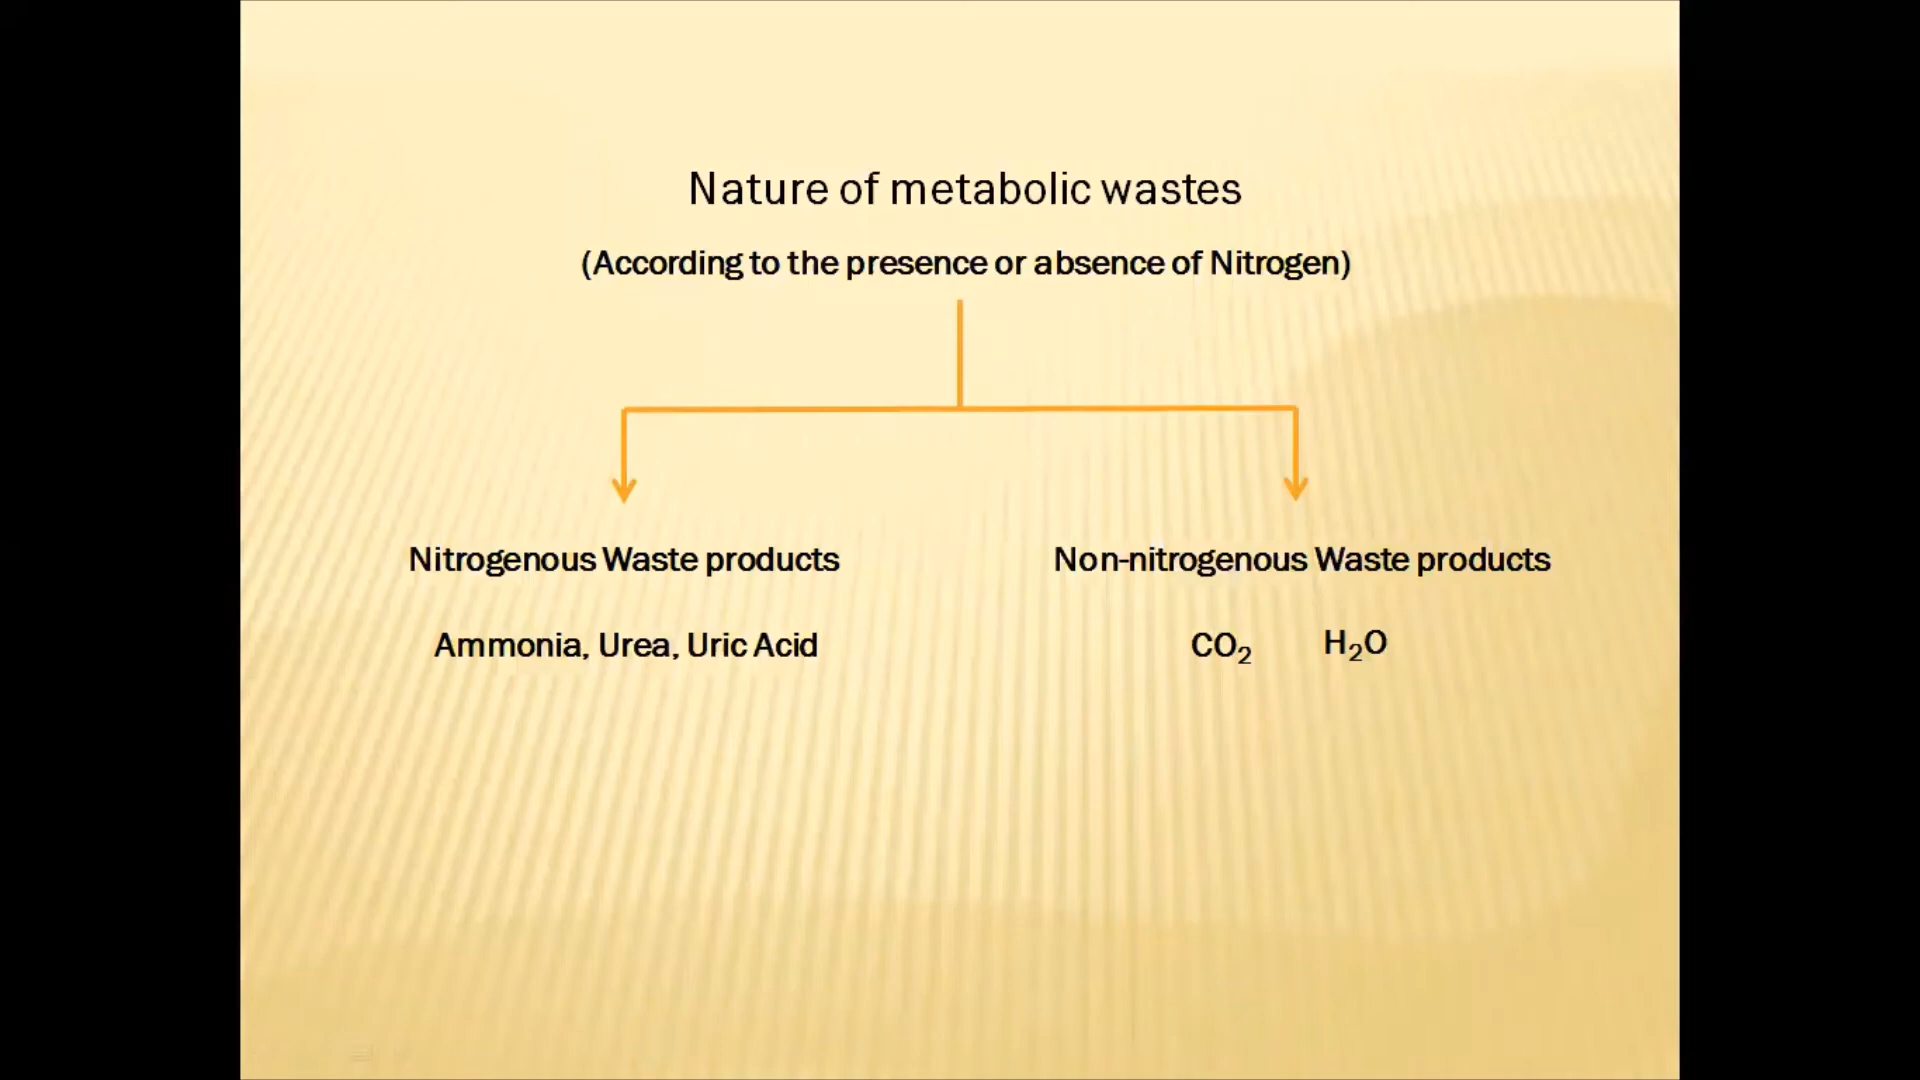 Nature of metabolic wastes
(According to the presence or absence of Nitrogen)
Nitrogenous Waste products
Non-nitrogenous Waste products
Ammonia, Urea, Uric Acid
CO₂ H₂O